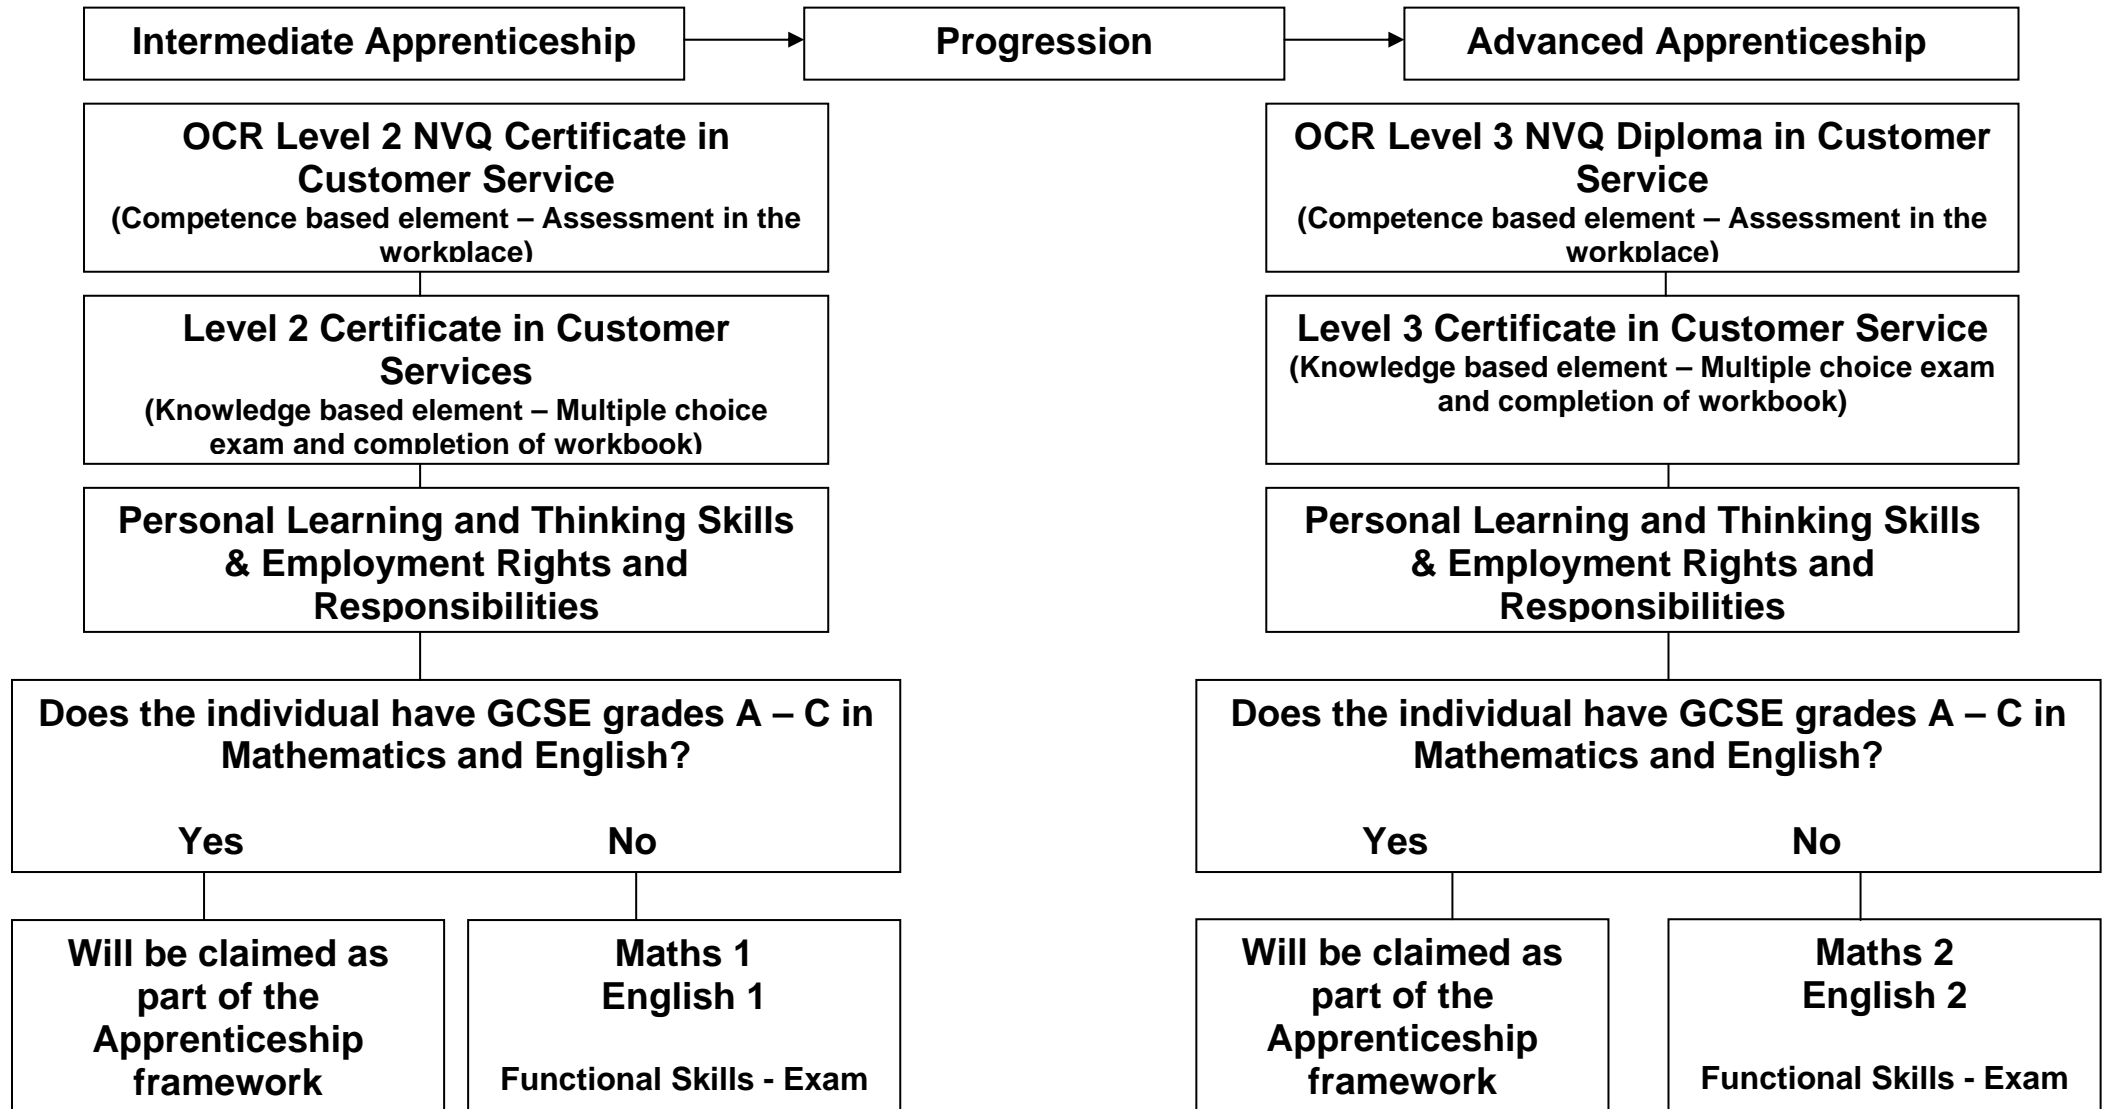 Intermediate Apprenticeship
Progression
Advanced Apprenticeship
OCR Level 2 NVQ Certificate in
Customer Service
(Competence based element – Assessment in the
workplace)
Level 2 Certificate in Customer
Services
(Knowledge based element – Multiple choice
exam and completion of workbook)
Personal Learning and Thinking Skills
& Employment Rights and
Responsibilities
Does the individual have GCSE grades A – C in
Mathematics and English?
Yes No
Will be claimed as
part of the
Apprenticeship
framework
Maths 1
English 1
Functional Skills - Exam
OCR Level 3 NVQ Diploma in Customer
Service
(Competence based element – Assessment in the
workplace)
Level 3 Certificate in Customer Service
(Knowledge based element – Multiple choice exam
and completion of workbook)
Personal Learning and Thinking Skills
& Employment Rights and
Responsibilities
Does the individual have GCSE grades A – C in
Mathematics and English?
Yes No
Will be claimed as
part of the
Apprenticeship
framework
Maths 2
English 2
Functional Skills - Exam